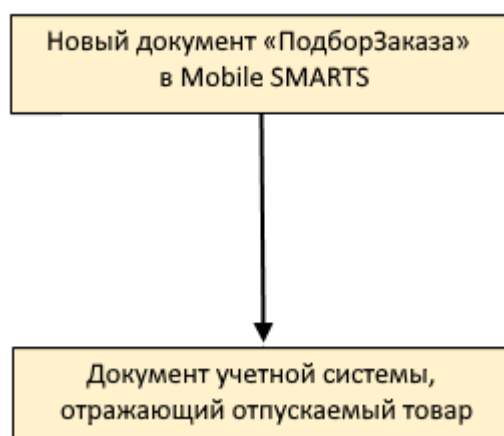 Новый документ «ПодборЗаказа»
в Mobile SMARTS
Документ учетной системы,
отражающий отпускаемый товар